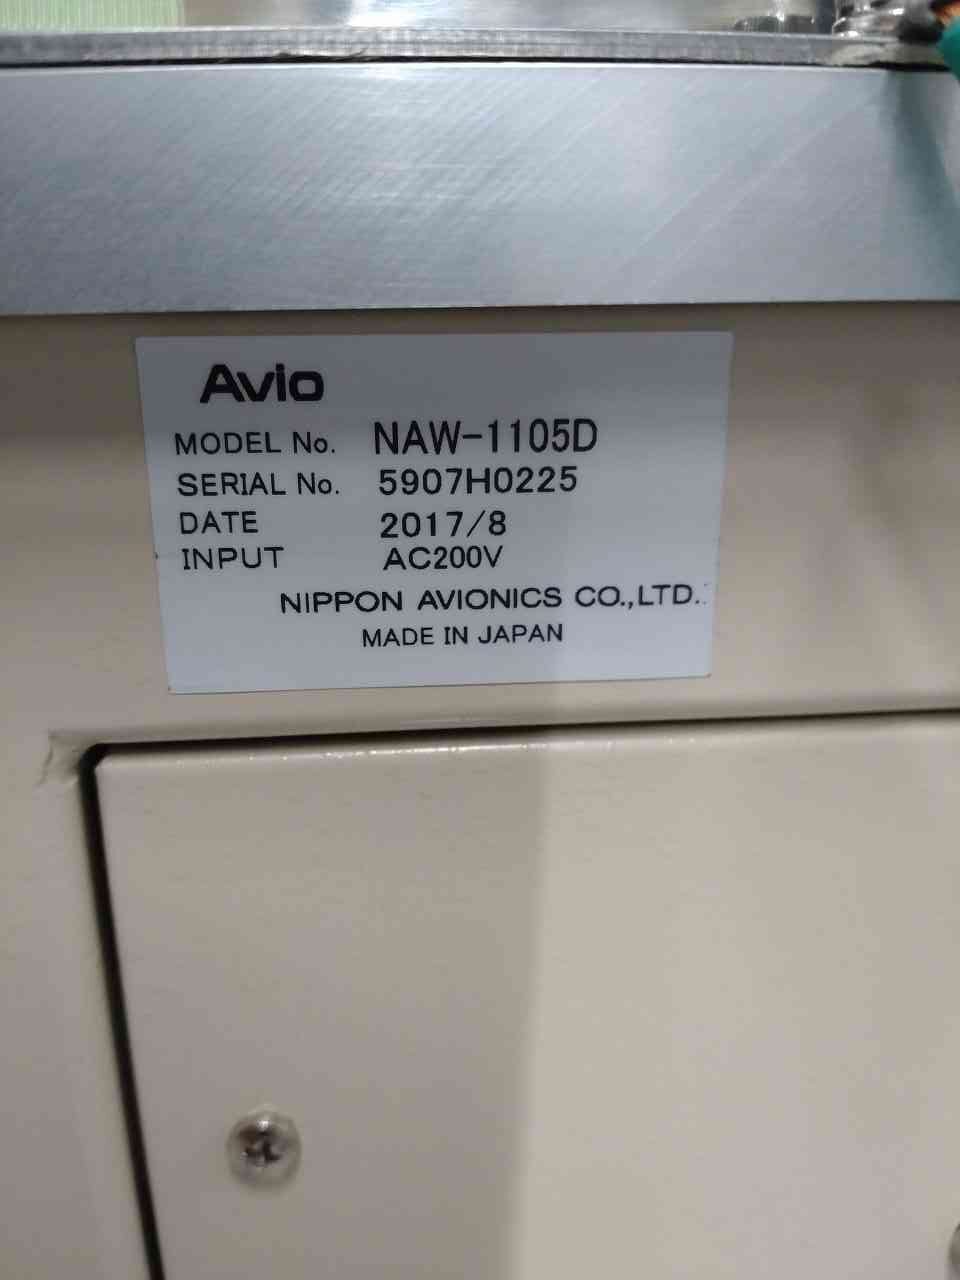 Avio
MODEL No. NAW-1105D
SERIAL No. 5907H0225
DATE 2017/8
INPUT AC200V
NIPPON AVIONICS CO.,LTD.
MADE IN JAPAN